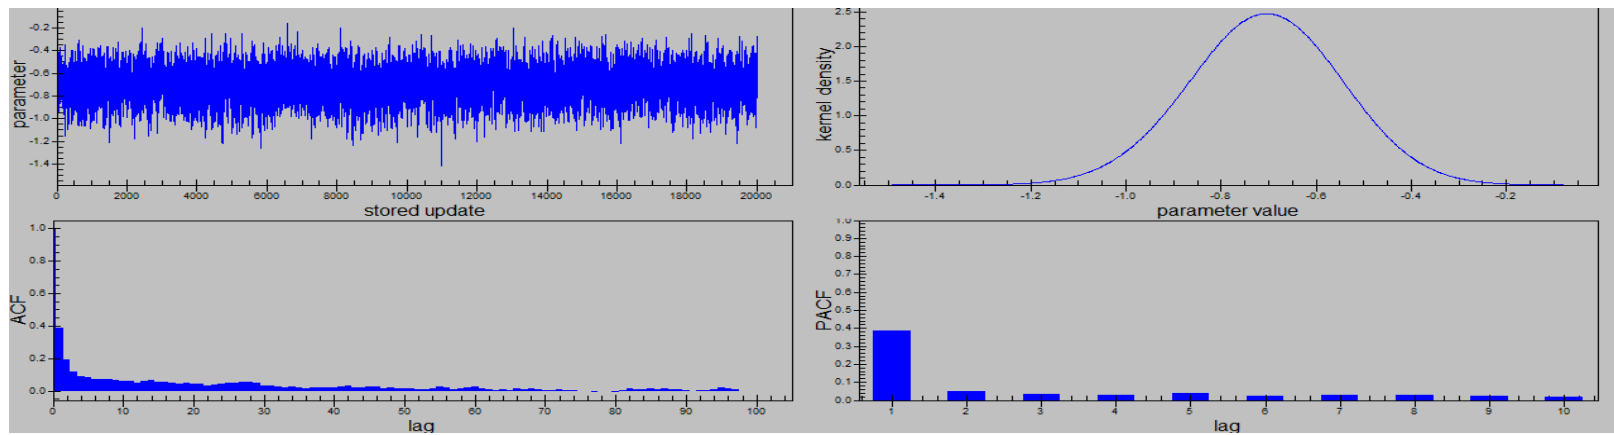 parameter
-0.2
-0.4
-0.6
-0.8
-1.0
-1.2
-1.4
0 2000 4000 6000 8000 10000 12000 14000 16000 18000 20000
stored update
kernel density
2.5
2.0
1.5
1.0
0.5
0.0
-1.4 -1.2 -1.0 -0.8 -0.6 -0.4 -0.2
parameter value
ACF
1.0
0.8
0.6
0.4
0.2
0.0
0 10 20 30 40 50 60 70 80 90 100
lag
PACF
1.0
0.9
0.8
0.7
0.6
0.5
0.4
0.3
0.2
0.1
0.0
1 2 3 4 5 6 7 8 9 10
lag